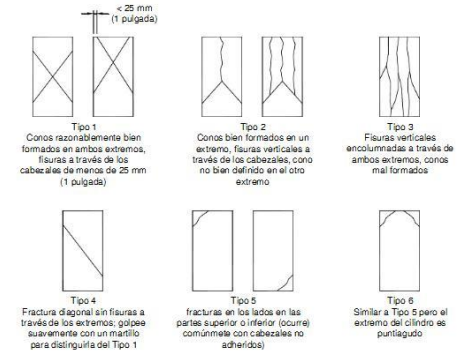 < 25 mm
(1 pulgada)
Tipo 1
Conos razonablemente bien
formados en ambos extremos,
fisuras a través de los
cabezales de menos de 25 mm
(1 pulgada)
Tipo 2
Conos bien formados en un
extremo, fisuras verticales a
través de los cabezales, cono
no bien definido en el otro
extremo
Tipo 3
Fisuras verticales
encolumnadas a través de
ambos extremos, conos
mal formados
Tipo 4
Fractura diagonal sin fisuras a
través de los extremos; golpee
suavemente con un martillo
para distinguirla del Tipo 1
Tipo 5
fracturas en los lados en las
partes superior o inferior (ocurre)
comúnmete con cabezales no
adheridos)
Tipo 6
Similar a Tipo 5 pero el
extremo del cilindro es
puntiagudo